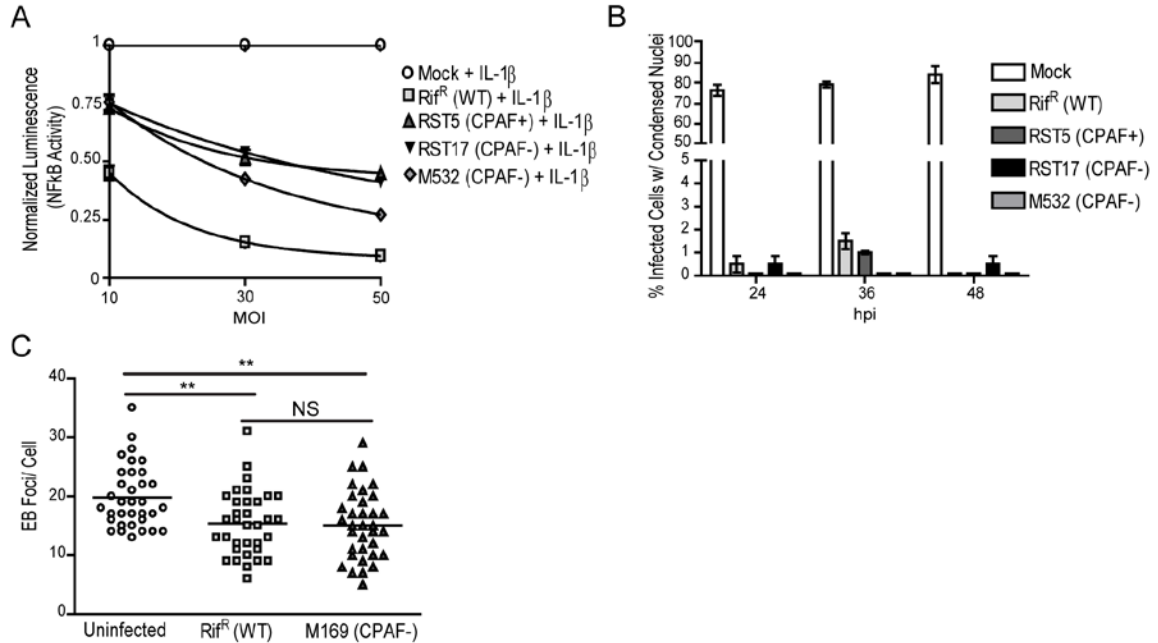 A
Normalized Luminescence
(NFkB Activity)
1
0.75
0.50
0.25
0
10
30
50
MOI
Mock + IL-1β
Rifᴿ (WT) + IL-1β
RST5 (CPAF+) + IL-1β
RST17 (CPAF-) + IL-1β
M532 (CPAF-) + IL-1β
B
% Infected Cells w/ Condensed Nuclei
100
90
80
70
60
50
5
4
3
2
1
0
24
36
48
hpi
Mock
Rifᴿ (WT)
RST5 (CPAF+)
RST17 (CPAF-)
M532 (CPAF-)
C
EB Foci/ Cell
40
30
20
10
0
**
**
NS
Uninfected
Rifᴿ (WT)
M169 (CPAF-)